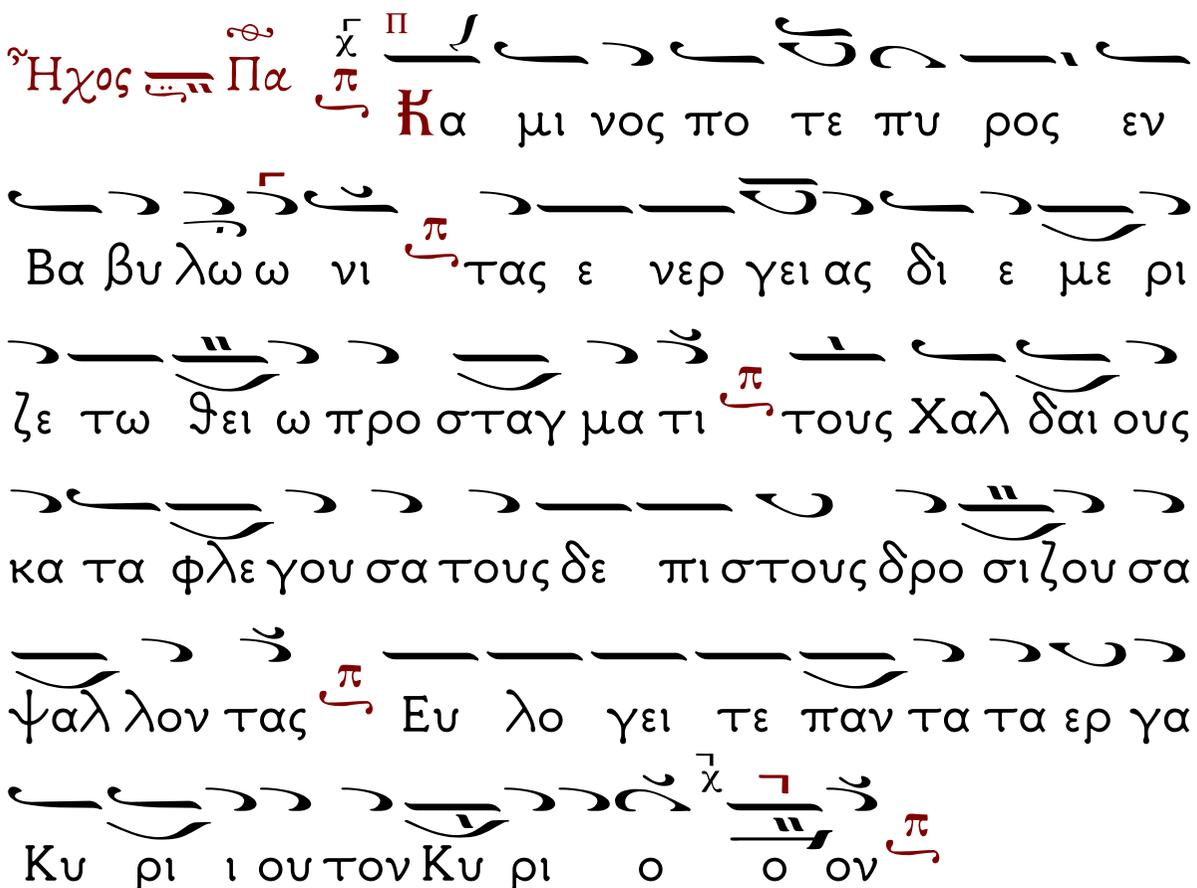 Ἦχος Πα χ π Π Κα μι νος πο τε πυ ρος εν
Βα βυ λω ω νι π τας ε νερ γει ας δι ε με ρι
ζε τω θει ω προ σταγ μα τι π τους Χαλ δαι ους
κα τα φλε γου σα τους δε πι στους δρο σι ζου σα
ψαλ λον τας π Ευ λο γει τε παν τα τα ερ γα
Κυ ρι ι ου τον Κυ ρι ο χ ο ον π